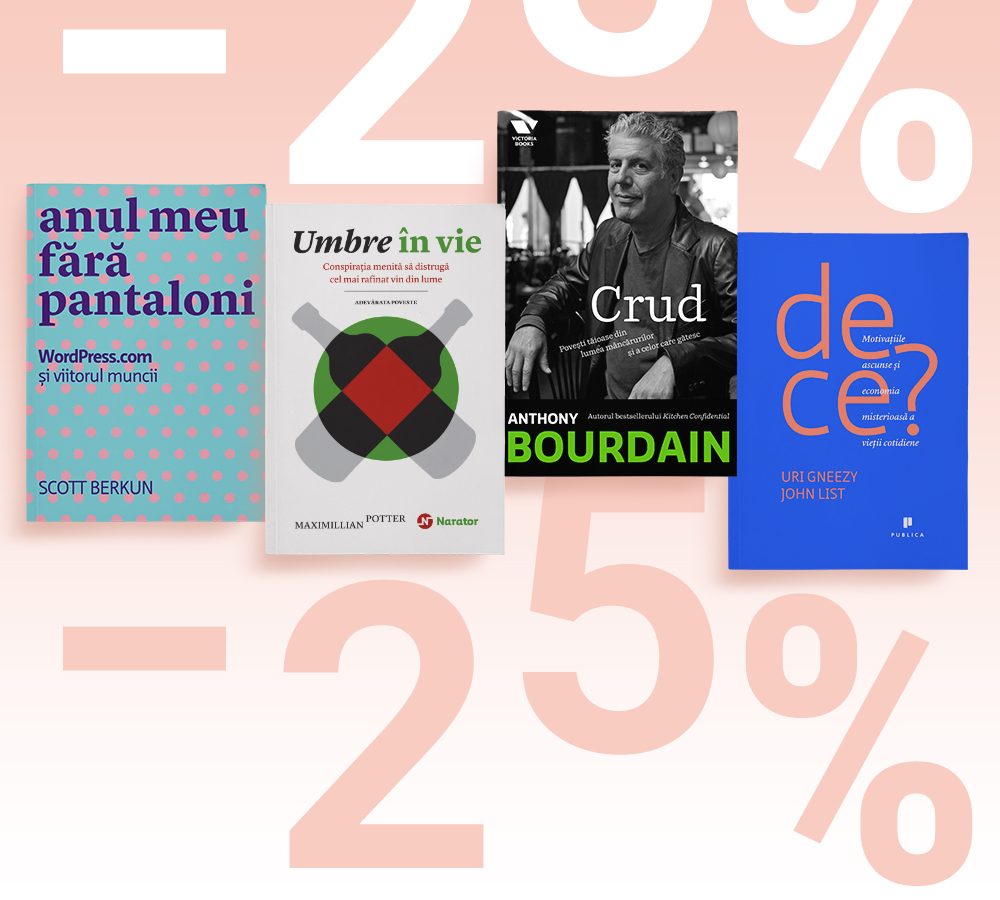 –25%
anul meu
fără
pantaloni
WordPress.com
și viitorul muncii
SCOTT BERKUN
Umbre în vie
Conspirația menită să distrugă
cel mai rafinat vin din lume
ADEVĂRATA POVESTE
MAXIMILLIAN POTTER
N Narator
VICTORIA
BOOKS
Crud
Povești tăioase din
lumea mâncărurilor
și a celor care gătesc
ANTHONY
Autorul bestsellerului Kitchen Confidential
BOURDAIN
de
ce?
Motivațiile
ascunse și
economia
misterioasă a
vieții cotidiene
URI GNEEZY
JOHN LIST
PUBLICA
–25%